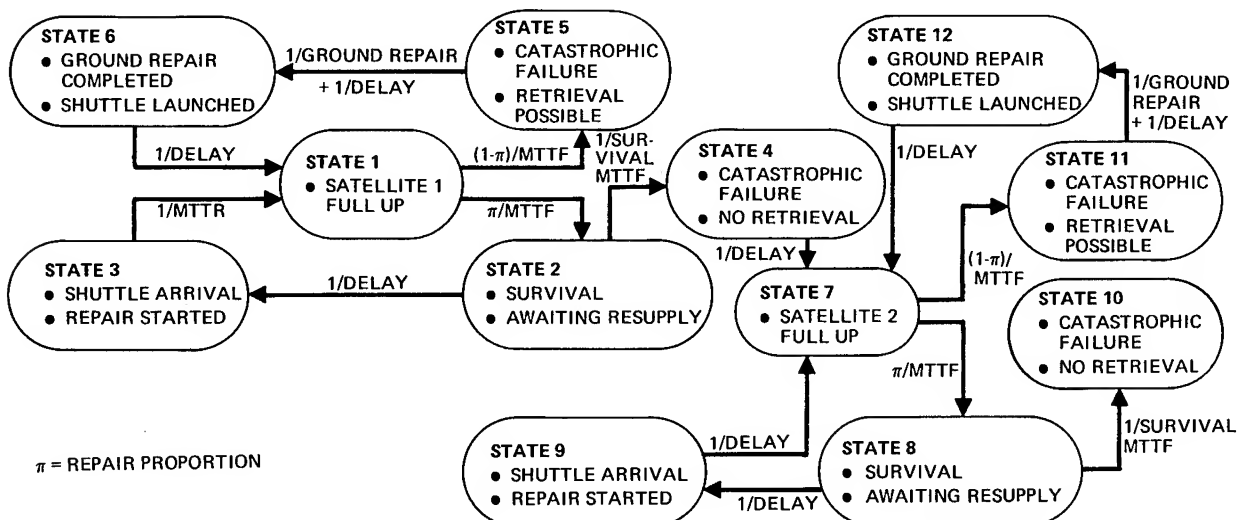 STATE 6
• GROUND REPAIR
COMPLETED
• SHUTTLE LAUNCHED
1/GROUND REPAIR
+ 1/DELAY
STATE 5
• CATASTROPHIC
FAILURE
• RETRIEVAL
POSSIBLE
STATE 12
• GROUND REPAIR
COMPLETED
• SHUTTLE LAUNCHED
1/GROUND
REPAIR
+ 1/DELAY
1/DELAY
STATE 1
• SATELLITE 1
FULL UP
(1-π)/MTTF
1/SUR-
VIVAL
MTTF
π/MTTF
1/MTTR
STATE 4
• CATASTROPHIC
FAILURE
• NO RETRIEVAL
1/DELAY
1/DELAY
STATE 11
• CATASTROPHIC
FAILURE
• RETRIEVAL
POSSIBLE
STATE 3
• SHUTTLE ARRIVAL
• REPAIR STARTED
1/DELAY
STATE 2
• SURVIVAL
• AWAITING RESUPPLY
STATE 7
• SATELLITE 2
FULL UP
(1-π)/
MTTF
π/MTTF
STATE 10
• CATASTROPHIC
FAILURE
• NO RETRIEVAL
1/SURVIVAL
MTTF
π = REPAIR PROPORTION
STATE 9
• SHUTTLE ARRIVAL
• REPAIR STARTED
1/DELAY
1/DELAY
STATE 8
• SURVIVAL
• AWAITING RESUPPLY